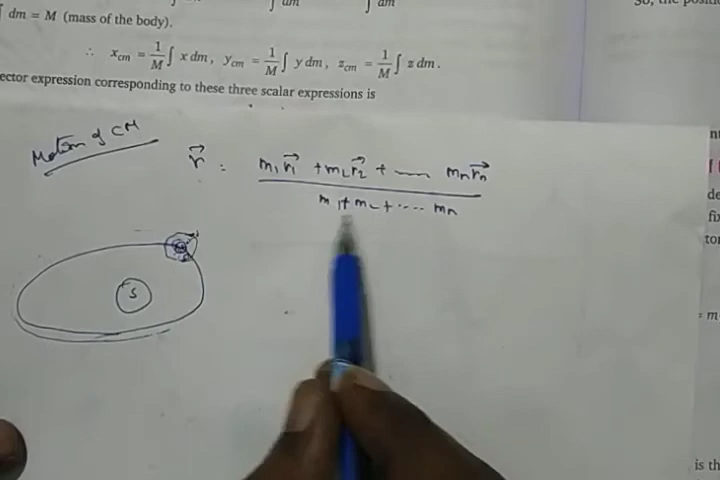 ∫ dm = M (mass of the body).
∴ x_cm = 1/M ∫ x dm, y_cm = 1/M ∫ y dm, z_cm = 1/M ∫ z dm.
ector expression corresponding to these three scalar expressions is
Motion of CM
r⃗ = (m₁r⃗₁ + m₂r⃗₂ + ...... mₙr⃗ₙ) / (m₁ + m₂ + .... mₙ)
S
= m
is th